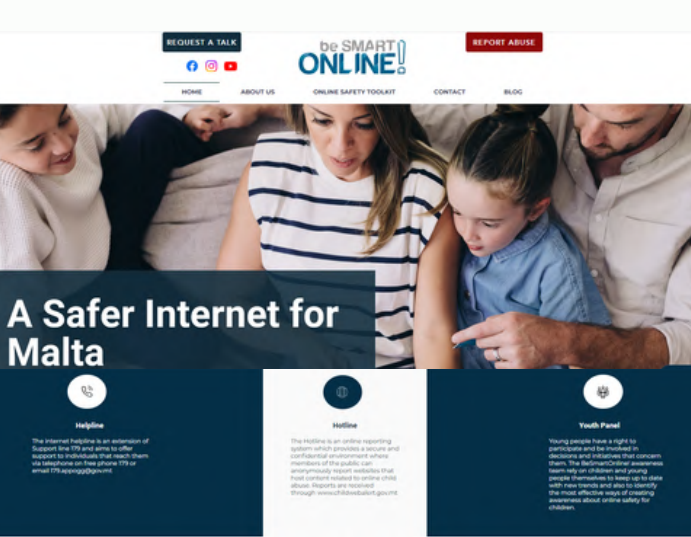 REQUEST A TALK
be SMART
ONLINE!
REPORT ABUSE
HOME
ABOUT US
ONLINE SAFETY TOOLKIT
CONTACT
BLOG
A Safer Internet for
Malta
Helpline
The internet helpline is an extension of
Support line 179 and aims to offer
support to individuals that reach them
via telephone on free phone 179 or
email 179.appogg@gov.mt
Hotline
The Hotline is an online reporting
system which provides a secure and
confidential environment where
members of the public can
anonymously report websites that
host content related to online child
abuse. Reports are received
through www.childwebalert.gov.mt
Youth Panel
Young people have a right to
participate and be involved in
decisions and initiatives that concern
them. The BeSmartOnline! awareness
team rely on children and young
people themselves to keep up to date
with new trends and also to identify
the most effective ways of creating
awareness about online safety for
children.